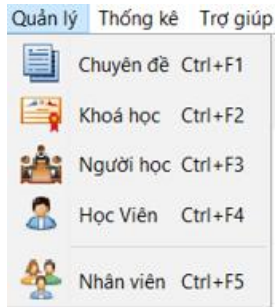 Quản lý Thống kê Trợ giúp
Chuyên đề Ctrl+F1
Khoá học Ctrl+F2
Người học Ctrl+F3
Học Viên Ctrl+F4
Nhân viên Ctrl+F5